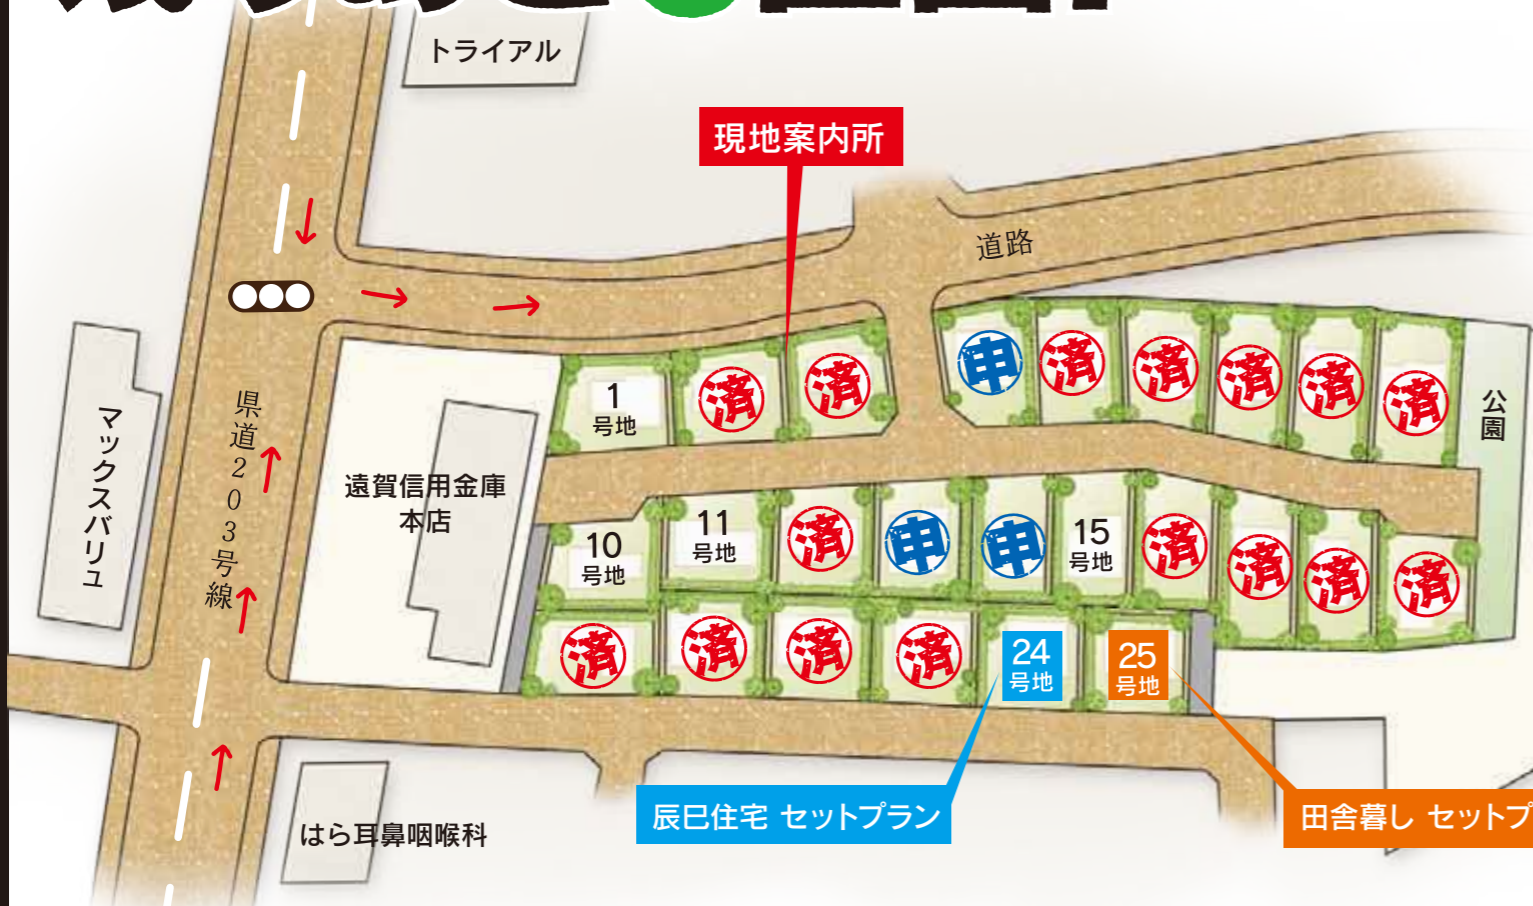 トライアル
現地案内所
道路
県道203号線
マックスバリュ
遠賀信用金庫
本店
公園
1
号地
済
済
申
済
済
済
済
済
10
号地
11
号地
済
申
申
15
号地
済
済
済
済
済
済
済
済
24
号地
25
号地
辰巳住宅 セットプラン
田舎暮し セットプ
はら耳鼻咽喉科